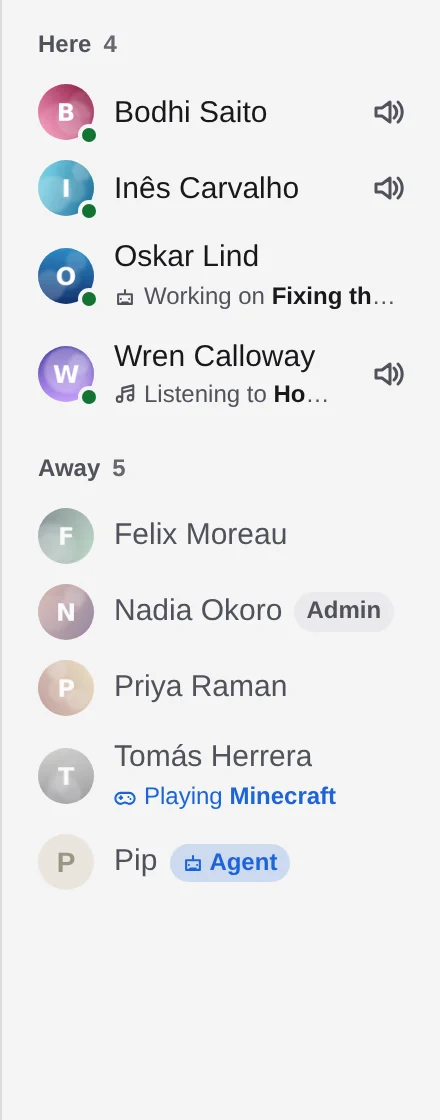 Here 4
B
Bodhi Saito
I
Inês Carvalho
O
Oskar Lind
Working on Fixing th…
W
Wren Calloway
Listening to Ho…
Away 5
F
Felix Moreau
N
Nadia Okoro Admin
P
Priya Raman
T
Tomás Herrera
Playing Minecraft
P
Pip Agent